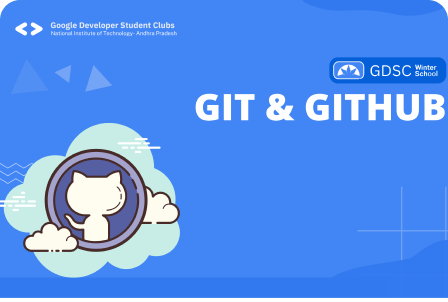 Google Developer Student Clubs
National Institute of Technology- Andhra Pradesh
GDSC Winter
School
GIT & GITHUB